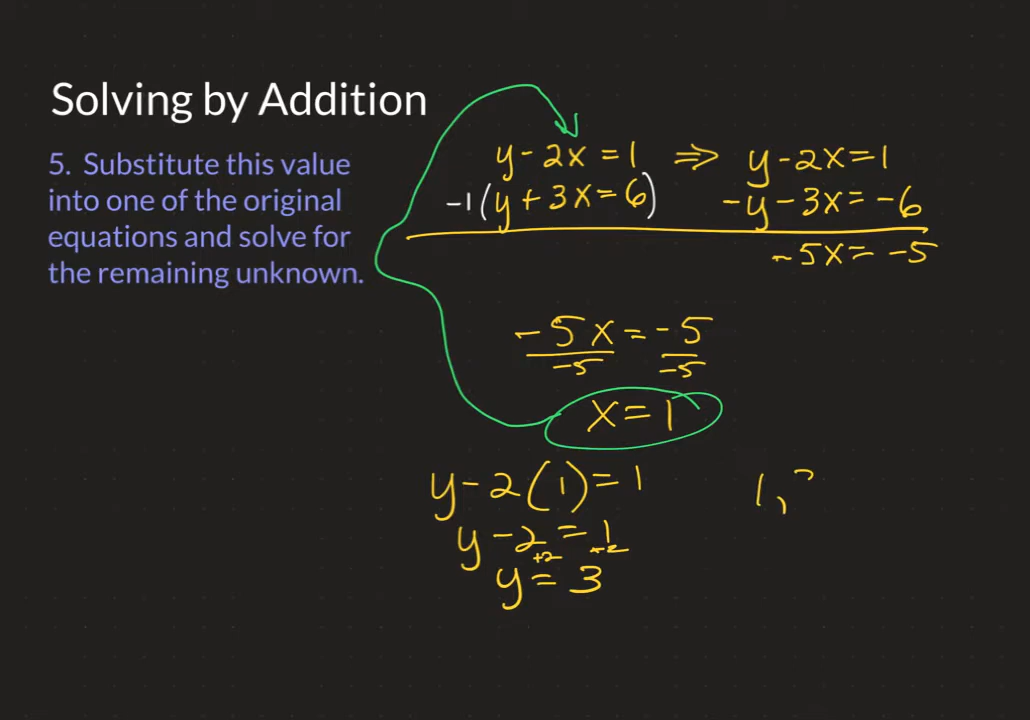 Solving by Addition
5. Substitute this value
into one of the original
equations and solve for
the remaining unknown.
y - 2x = 1 ⇒ y - 2x = 1
-1(y + 3x = 6) -y - 3x = -6
-5x = -5
-5x = -5
-5 -5
x = 1
y - 2(1) = 1
y - 2 = 1
+2 +2
y = 3
1,